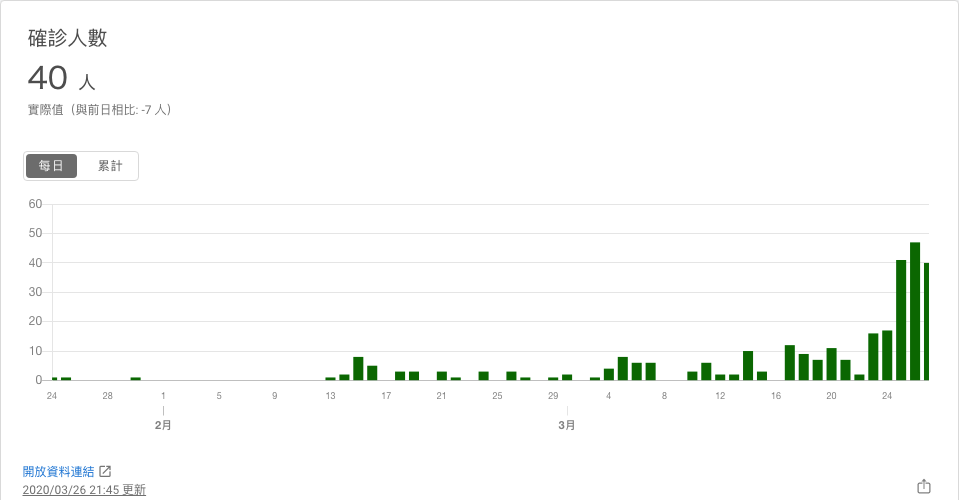 確診人數
40 人
實際值（與前日相比: -7 人）
每日 累計
60
50
40
30
20
10
0
24 28 1 5 9 13 17 21 25 29 4 8 12 16 20 24
2月 3月
開放資料連結
2020/03/26 21:45 更新